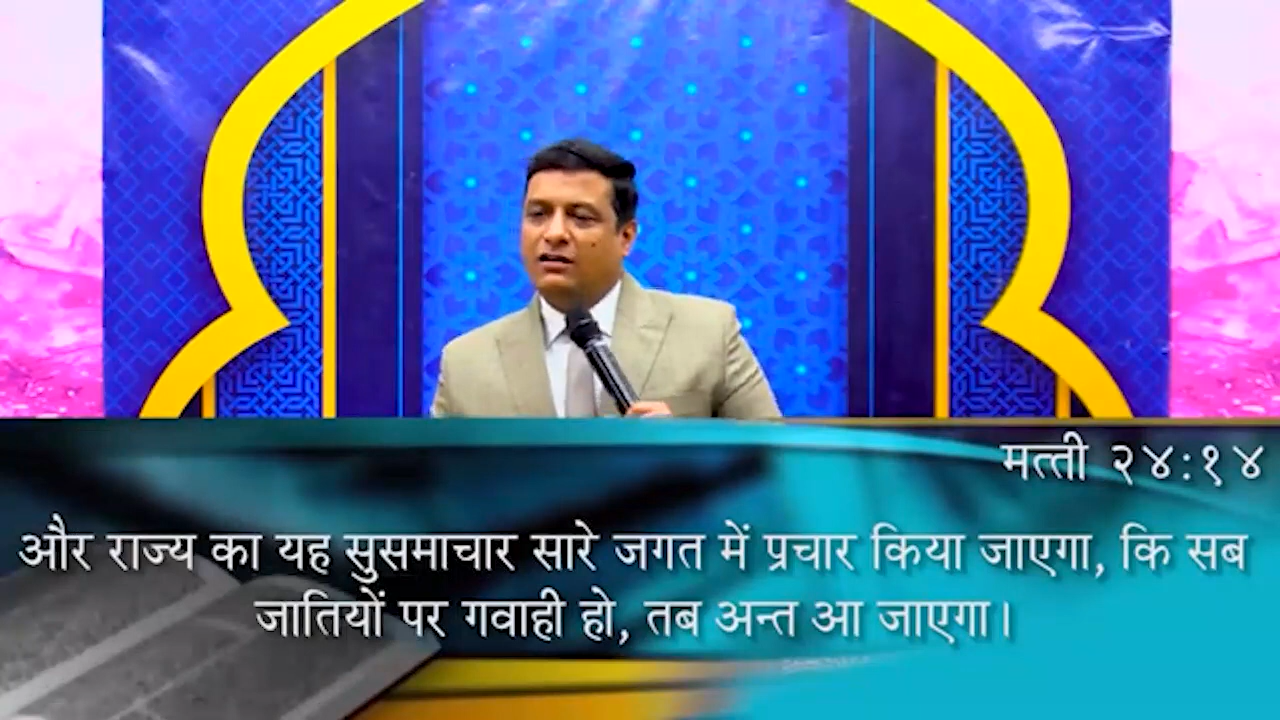 मत्ती २४:१४
और राज्य का यह सुसमाचार सारे जगत में प्रचार किया जाएगा, कि सब
जातियों पर गवाही हो, तब अन्त आ जाएगा।